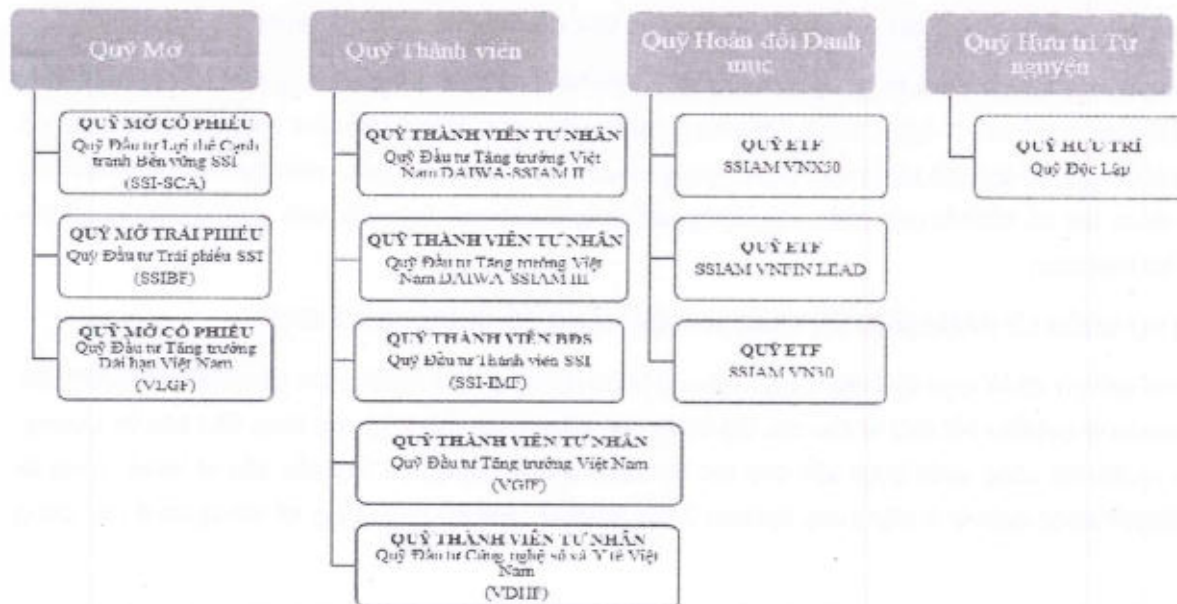 Quỹ Mở
QUỸ MỞ CỔ PHIẾU
Quỹ Đầu tư Lợi thế Cạnh
tranh Bền vững SSI
(SSI-SCA)
QUỸ MỞ TRÁI PHIẾU
Quỹ Đầu tư Trái phiếu SSI
(SSIBF)
QUỸ MỞ CỔ PHIẾU
Quỹ Đầu tư Tăng trưởng
Dài hạn Việt Nam
(VLGF)
Quỹ Thành viên
QUỸ THÀNH VIÊN TƯ NHÂN
Quỹ Đầu tư Tăng trưởng Việt
Nam DAIWA-SSIAM II
QUỸ THÀNH VIÊN TƯ NHÂN
Quỹ Đầu tư Tăng trưởng Việt
Nam DAIWA-SSIAM III
QUỸ THÀNH VIÊN BĐS
Quỹ Đầu tư Thành viên SSI
(SSI-IMF)
QUỸ THÀNH VIÊN TƯ NHÂN
Quỹ Đầu tư Tăng trưởng Việt Nam
(VGIF)
QUỸ THÀNH VIÊN TƯ NHÂN
Quỹ Đầu tư Công nghệ số và Y tế Việt
Nam
(VDHF)
Quỹ Hoán đổi Danh
mục
QUỸ ETF
SSIAM VNX50
QUỸ ETF
SSIAM VNFIN LEAD
QUỸ ETF
SSIAM VN30
Quỹ Hưu trí Tự
nguyện
QUỸ HƯU TRÍ
Quỹ Độc Lập